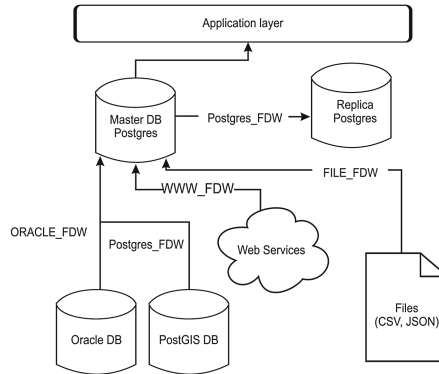 Application layer
Master DB
Postgres
Postgres_FDW
Replica
Postgres
FILE_FDW
WWW_FDW
ORACLE_FDW
Postgres_FDW
Web Services
Oracle DB
PostGIS DB
Files
(CSV, JSON)